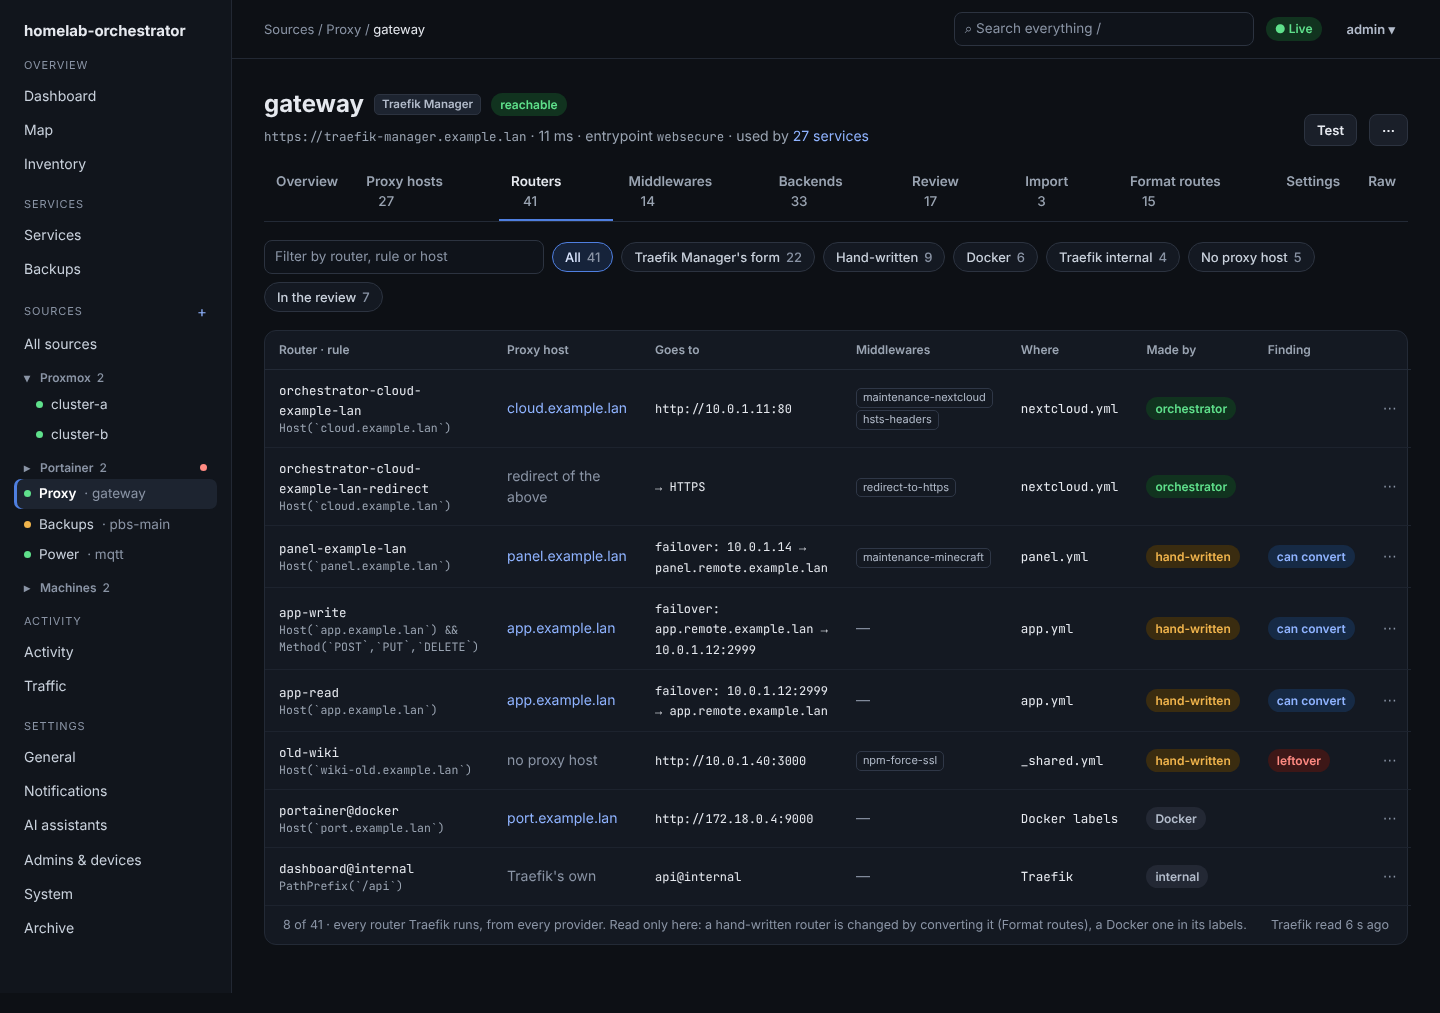 homelab-orchestrator
OVERVIEW
Dashboard
Map
Inventory
SERVICES
Services
Backups
SOURCES +
All sources
▾ Proxmox 2
cluster-a
cluster-b
▸ Portainer 2
Proxy · gateway
Backups · pbs-main
Power · mqtt
▸ Machines 2
ACTIVITY
Activity
Traffic
SETTINGS
General
Notifications
AI assistants
Admins & devices
System
Archive
Sources / Proxy / gateway
⌕ Search everything /
Live
admin ▾
gateway Traefik Manager reachable
https://traefik-manager.example.lan · 11 ms · entrypoint websecure · used by 27 services
Test
⋯
Overview
Proxy hosts 27
Routers 41
Middlewares 14
Backends 33
Review 17
Import 3
Format routes 15
Settings
Raw
Filter by router, rule or host
All 41
Traefik Manager's form 22
Hand-written 9
Docker 6
Traefik internal 4
No proxy host 5
In the review 7
Router · rule Proxy host Goes to Middlewares Where Made by Finding
orchestrator-cloud-
example-lan
Host(`cloud.example.lan`)
cloud.example.lan
http://10.0.1.11:80
maintenance-nextcloud
hsts-headers
nextcloud.yml
orchestrator
⋯
orchestrator-cloud-
example-lan-redirect
Host(`cloud.example.lan`)
redirect of the
above
→ HTTPS
redirect-to-https
nextcloud.yml
orchestrator
⋯
panel-example-lan
Host(`panel.example.lan`)
panel.example.lan
failover: 10.0.1.14 →
panel.remote.example.lan
maintenance-minecraft
panel.yml
hand-written
can convert
⋯
app-write
Host(`app.example.lan`) &&
Method(`POST`,`PUT`,`DELETE`)
app.example.lan
failover:
app.remote.example.lan →
10.0.1.12:2999
—
app.yml
hand-written
can convert
⋯
app-read
Host(`app.example.lan`)
app.example.lan
failover: 10.0.1.12:2999
→ app.remote.example.lan
—
app.yml
hand-written
can convert
⋯
old-wiki
Host(`wiki-old.example.lan`)
no proxy host
http://10.0.1.40:3000
npm-force-ssl
_shared.yml
hand-written
leftover
⋯
portainer@docker
Host(`port.example.lan`)
port.example.lan
http://172.18.0.4:9000
—
Docker labels
Docker
⋯
dashboard@internal
PathPrefix(`/api`)
Traefik's own
api@internal
—
Traefik
internal
⋯
8 of 41 · every router Traefik runs, from every provider. Read only here: a hand-written router is changed by converting it (Format routes), a Docker one in its labels.
Traefik read 6 s ago